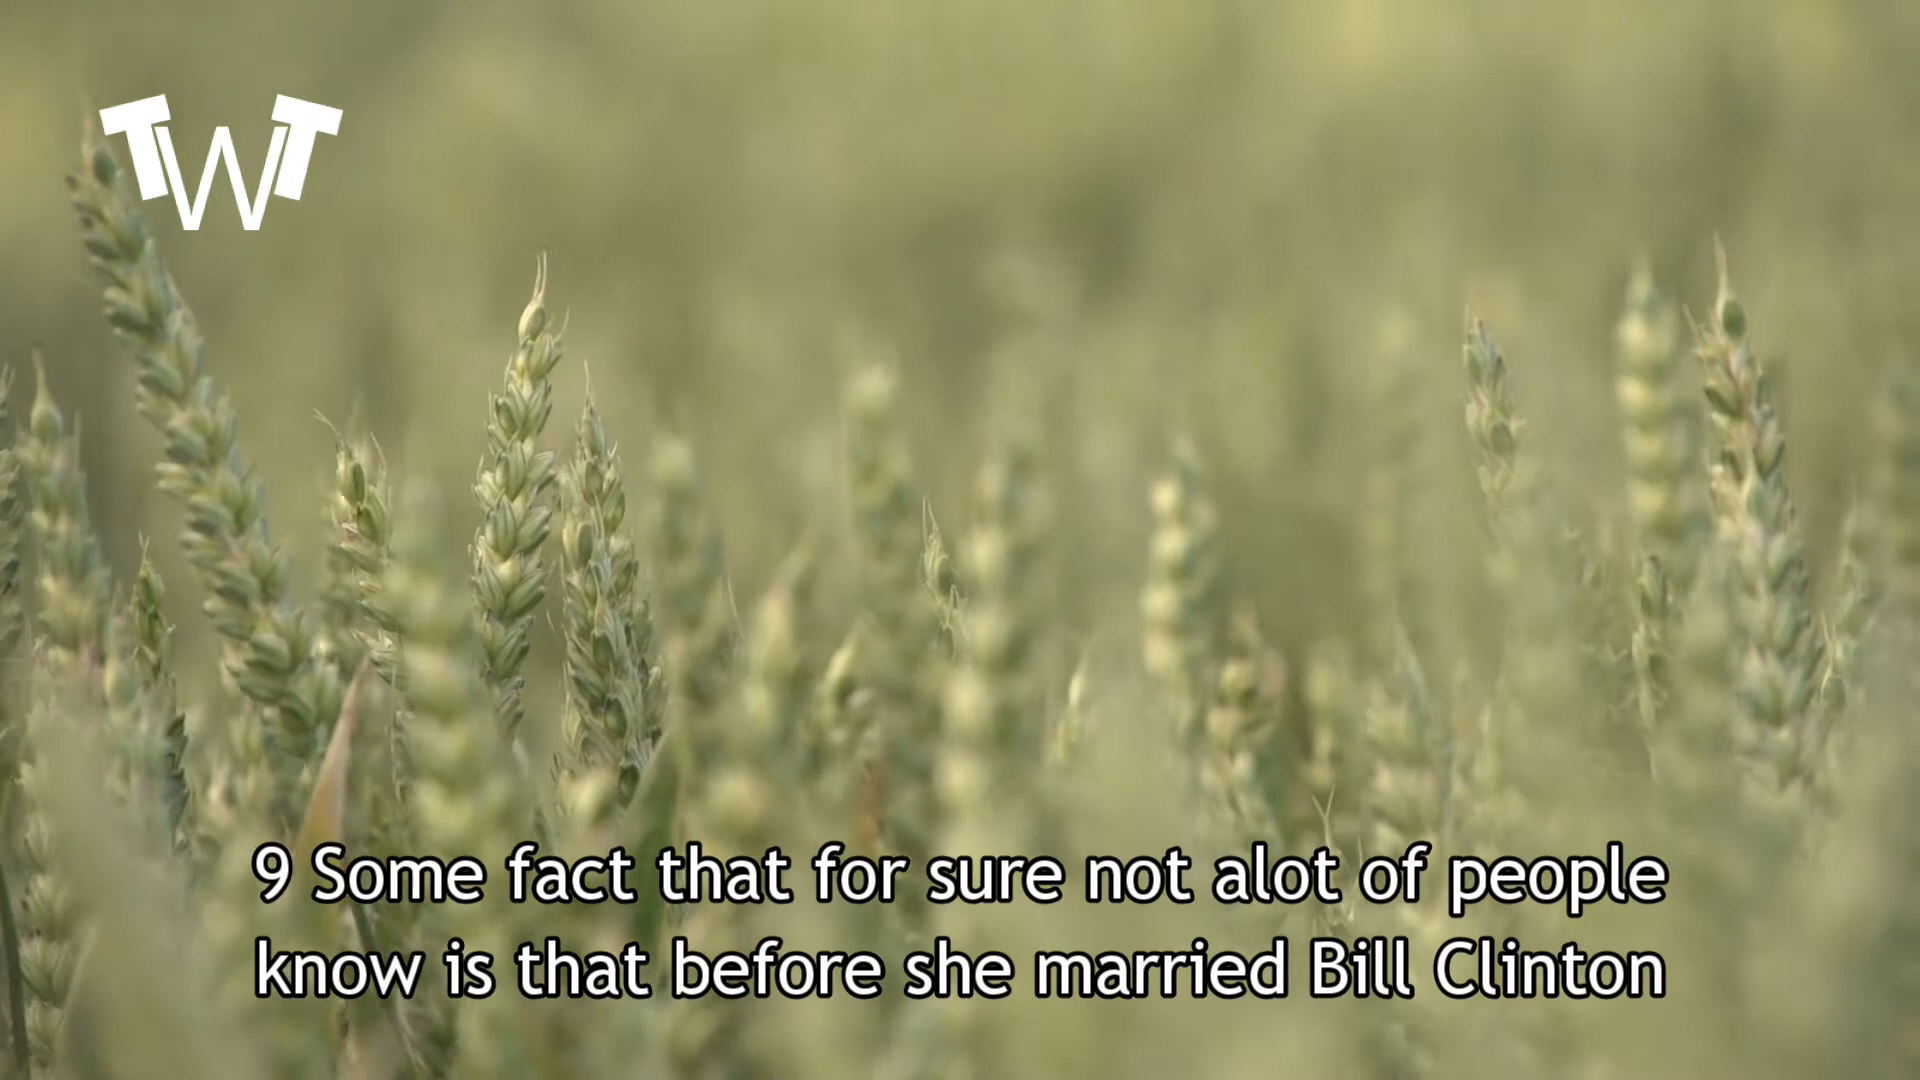 TWT
9 Some fact that for sure not alot of people
know is that before she married Bill Clinton